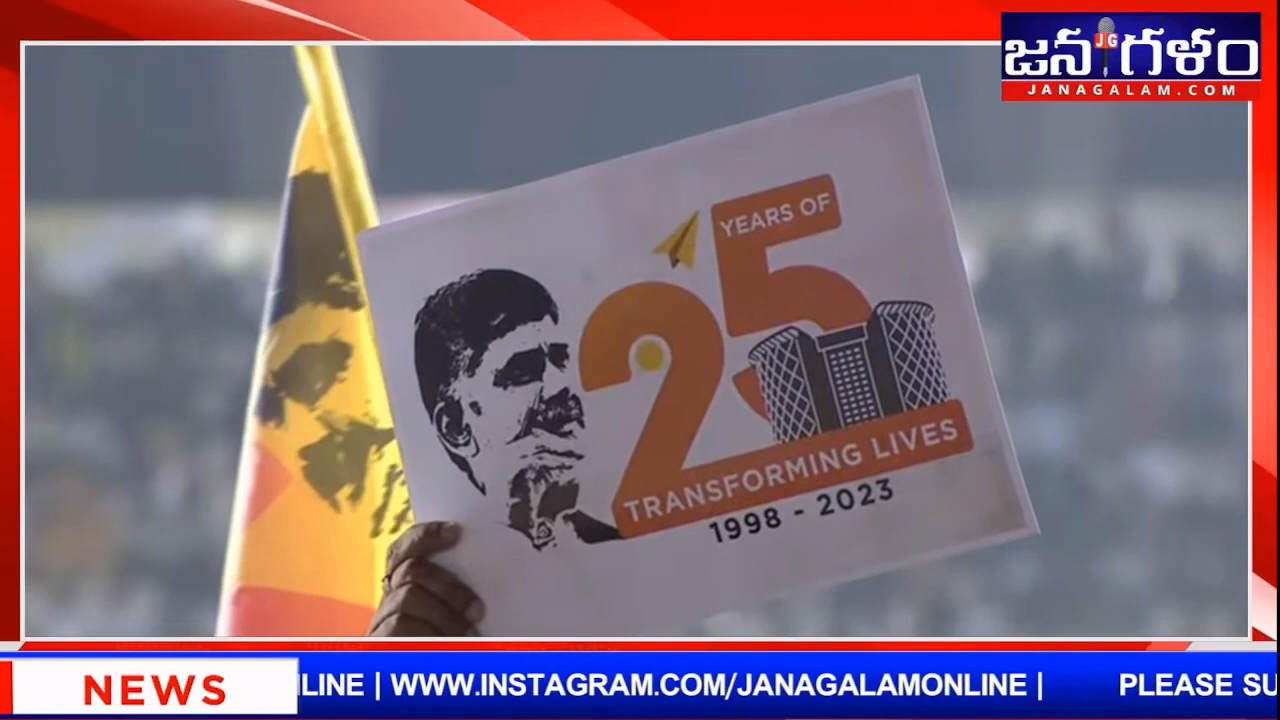 జనగళం
JG
JANAGALAM.COM
25
YEARS OF
TRANSFORMING LIVES
1998 - 2023
NEWS
LINE | WWW.INSTAGRAM.COM/JANAGALAMONLINE | PLEASE SU